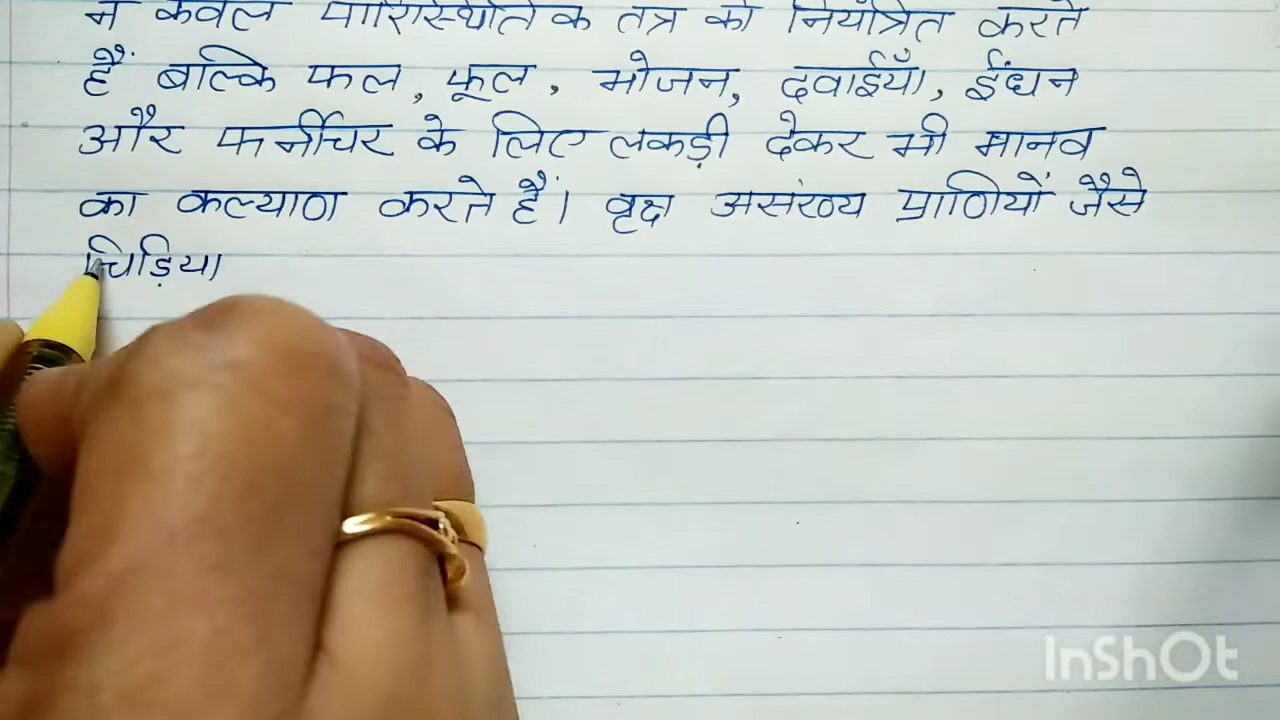 न केवल पारिस्थितिक तंत्र को नियंत्रित करते
हैं बल्कि फल, फूल, भोजन, दवाईयाँ, ईंधन
और फर्नीचर के लिए लकड़ी देकर भी मानव
का कल्याण करते हैं। वृक्ष असंख्य प्राणियों जैसे
चिड़िया
InShOt